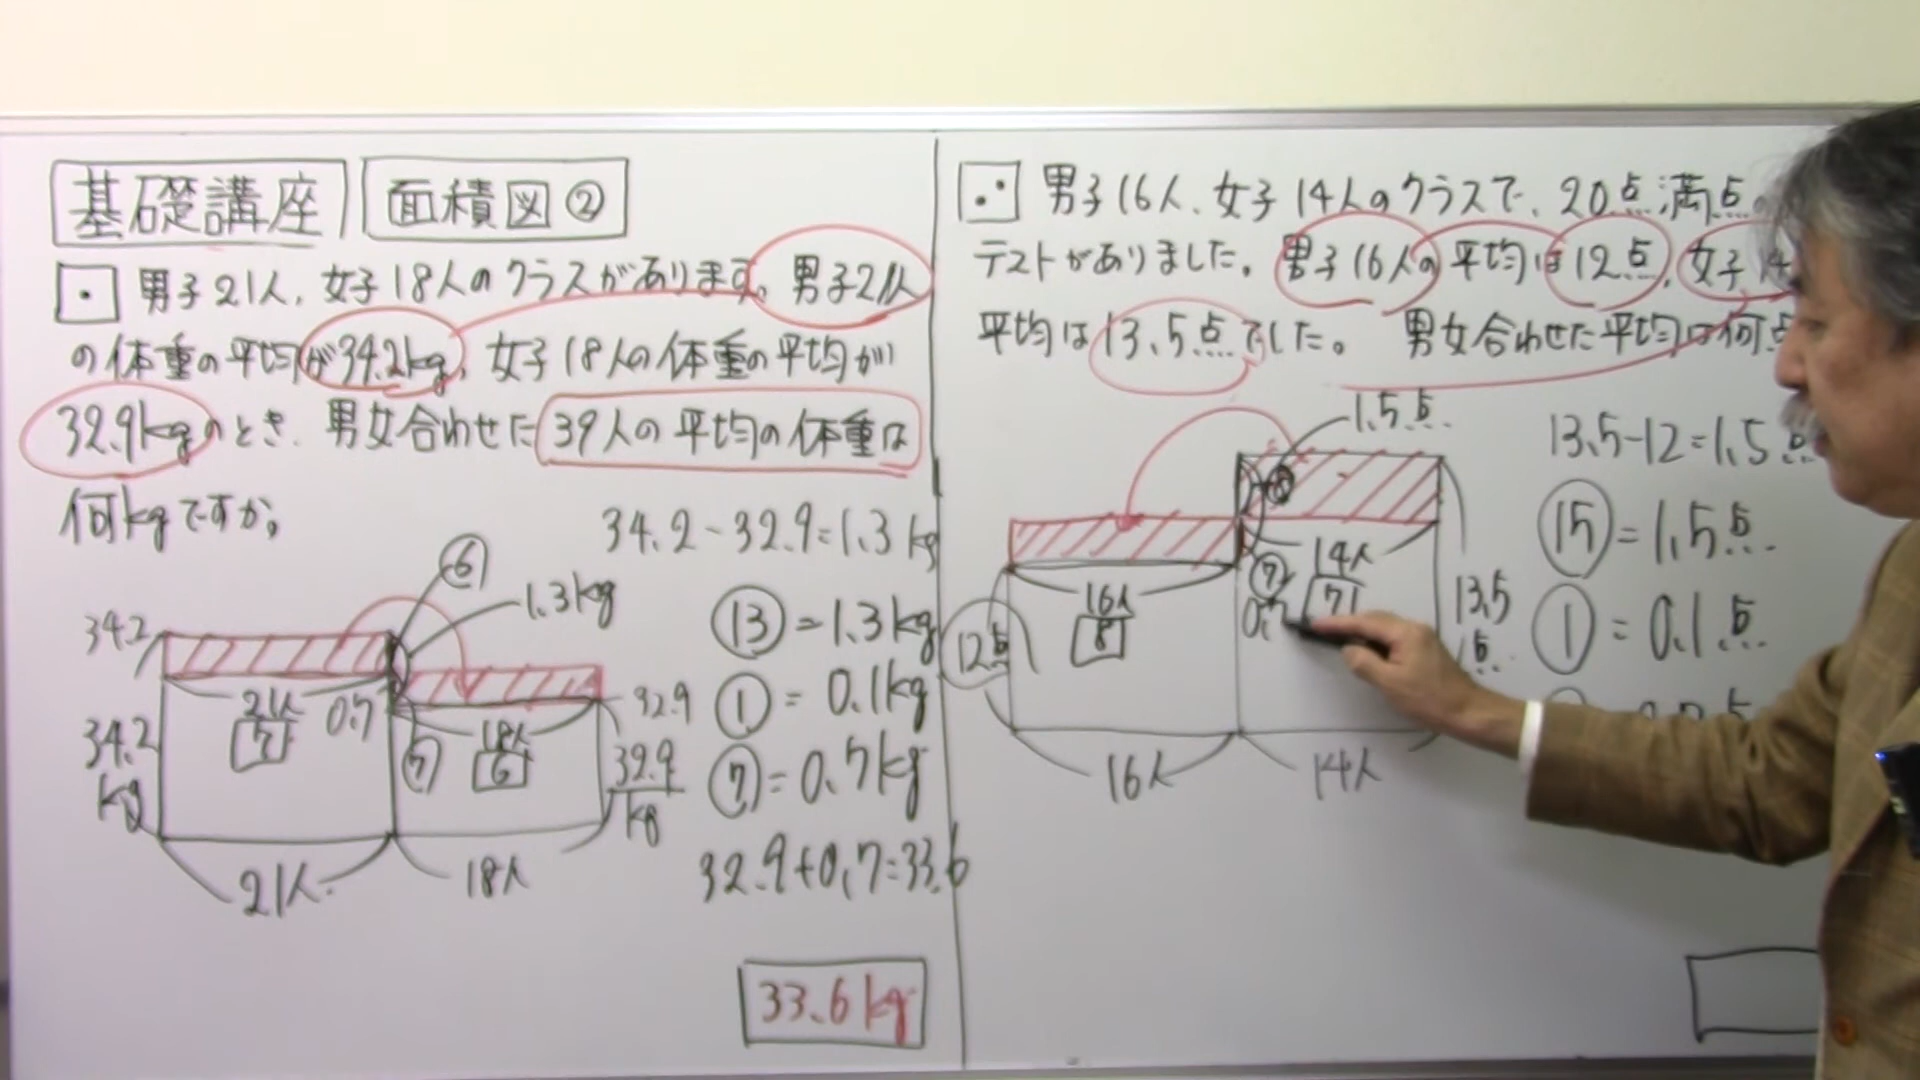 基礎講座 面積図②
男子21人、女子18人のクラスがあります。男子21人
の体重の平均が34.2kg、女子18人の体重の平均が
32.9kgのとき、男女合わせた39人の平均の体重は
何kgですか。
34.2-32.9=1.3kg
⑥
1.3kg
34.2
21人
7
0.7
18人
6
⑦
32.9
34.2
kg
32.9
kg
21人
18人
⑬=1.3kg
①=0.1kg
⑦=0.7kg
32.9+0.7=33.6
33.6kg
男子16人、女子14人のクラスで、20点満点
テストがありました。男子16人の平均は12点、女子14
平均は13.5点でした。 男女合わせた平均は何点
1.5点
⑧
⑦
16人
8
14人
7
12点
13.5
点
16人
14人
13.5-12=1.5点
⑮=1.5点
①=0.1点